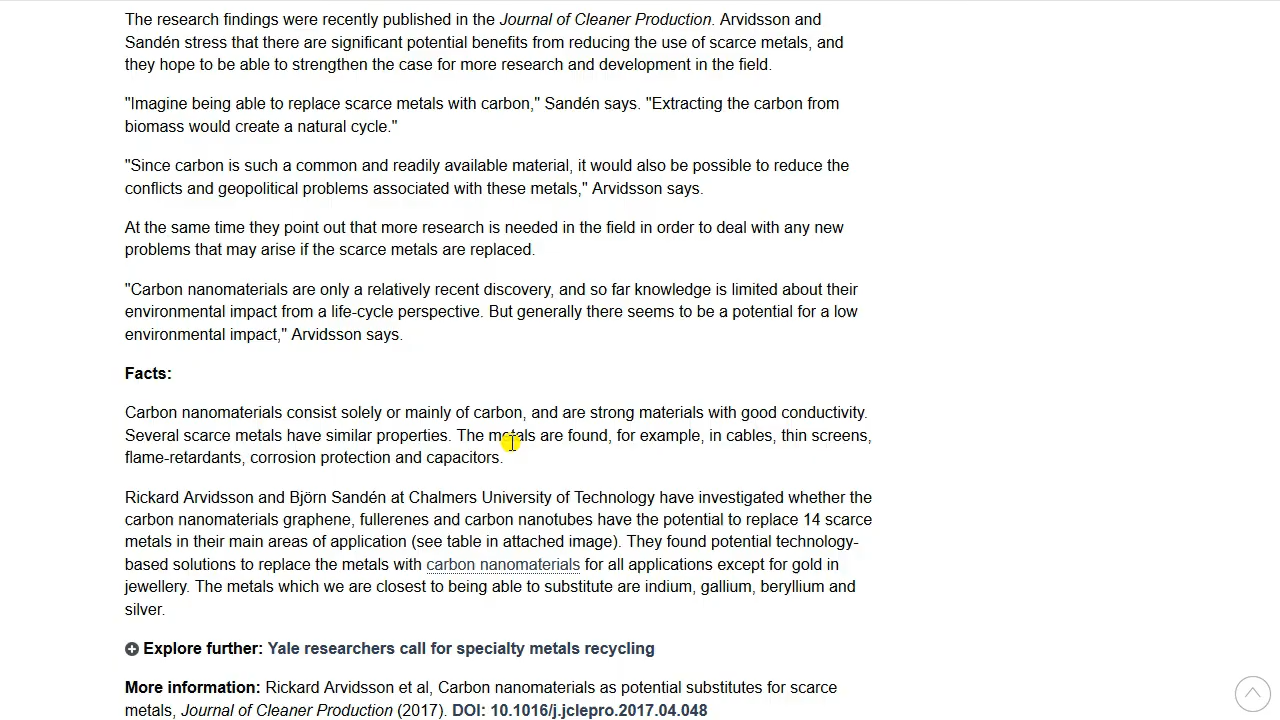 The research findings were recently published in the Journal of Cleaner Production. Arvidsson and
Sandén stress that there are significant potential benefits from reducing the use of scarce metals, and
they hope to be able to strengthen the case for more research and development in the field.
"Imagine being able to replace scarce metals with carbon," Sandén says. "Extracting the carbon from
biomass would create a natural cycle."
"Since carbon is such a common and readily available material, it would also be possible to reduce the
conflicts and geopolitical problems associated with these metals," Arvidsson says.
At the same time they point out that more research is needed in the field in order to deal with any new
problems that may arise if the scarce metals are replaced.
"Carbon nanomaterials are only a relatively recent discovery, and so far knowledge is limited about their
environmental impact from a life-cycle perspective. But generally there seems to be a potential for a low
environmental impact," Arvidsson says.
Facts:
Carbon nanomaterials consist solely or mainly of carbon, and are strong materials with good conductivity.
Several scarce metals have similar properties. The metals are found, for example, in cables, thin screens,
flame-retardants, corrosion protection and capacitors.
Rickard Arvidsson and Björn Sandén at Chalmers University of Technology have investigated whether the
carbon nanomaterials graphene, fullerenes and carbon nanotubes have the potential to replace 14 scarce
metals in their main areas of application (see table in attached image). They found potential technology-
based solutions to replace the metals with carbon nanomaterials for all applications except for gold in
jewellery. The metals which we are closest to being able to substitute are indium, gallium, beryllium and
silver.
Explore further: Yale researchers call for specialty metals recycling
More information: Rickard Arvidsson et al, Carbon nanomaterials as potential substitutes for scarce
metals, Journal of Cleaner Production (2017). DOI: 10.1016/j.jclepro.2017.04.048